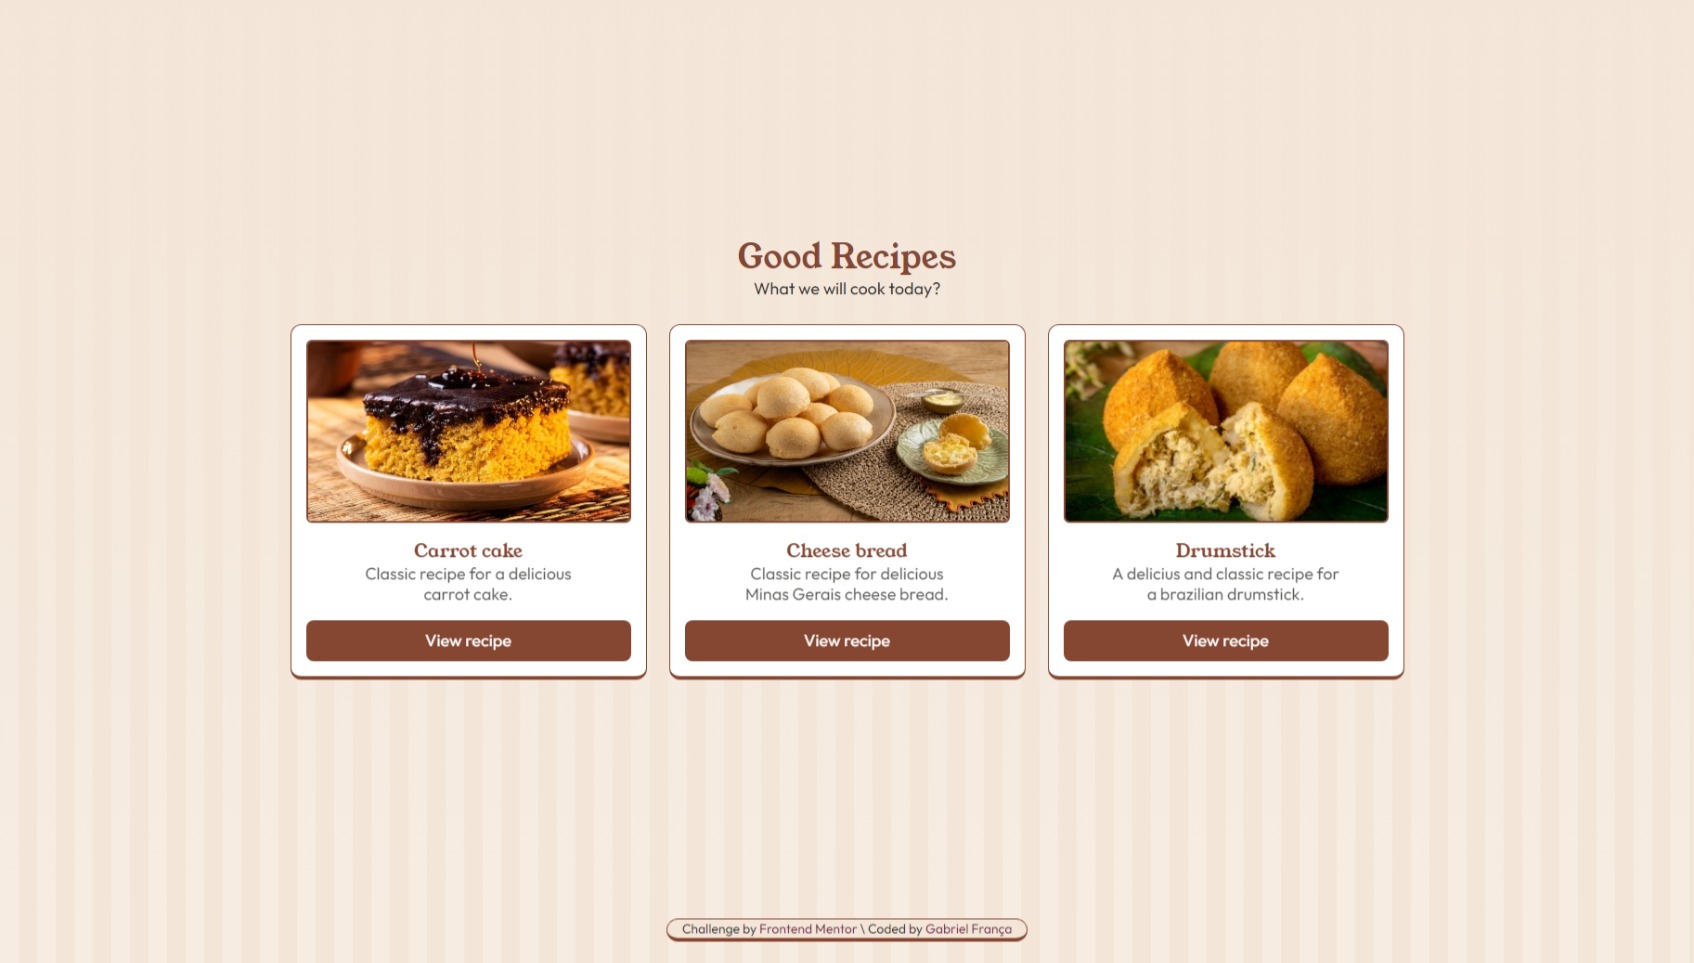 Good Recipes
What we will cook today?
Carrot cake
Classic recipe for a delicious
carrot cake.
View recipe
Cheese bread
Classic recipe for delicious
Minas Gerais cheese bread.
View recipe
Drumstick
A delicius and classic recipe for
a brazilian drumstick.
View recipe
Challenge by Frontend Mentor \ Coded by Gabriel França